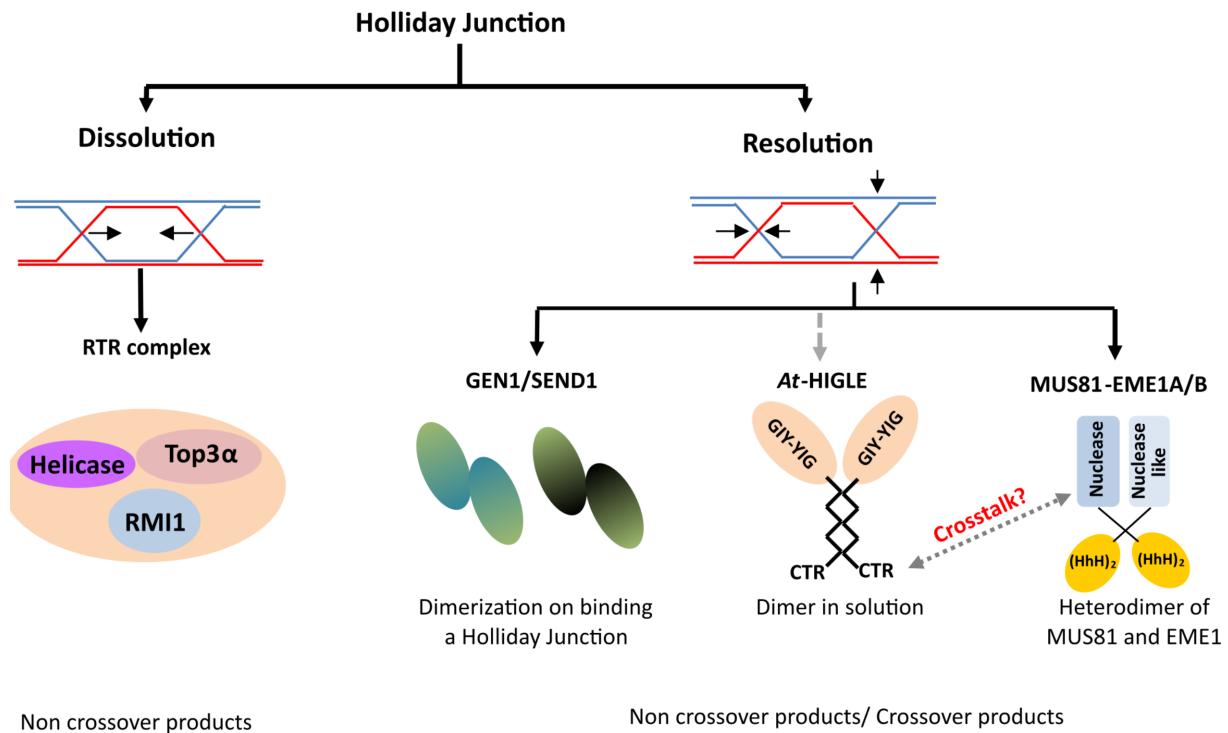 Holliday Junction
Dissolution
Resolution
RTR complex
Helicase
Top3α
RMI1
GEN1/SEND1
At-HIGLE
MUS81-EME1A/B
GIY-YIG
GIY-YIG
Nuclease
Nuclease
like
Crosstalk?
CTR
CTR
(HhH)₂
(HhH)₂
Dimerization on binding
a Holliday Junction
Dimer in solution
Heterodimer of
MUS81 and EME1
Non crossover products
Non crossover products/ Crossover products